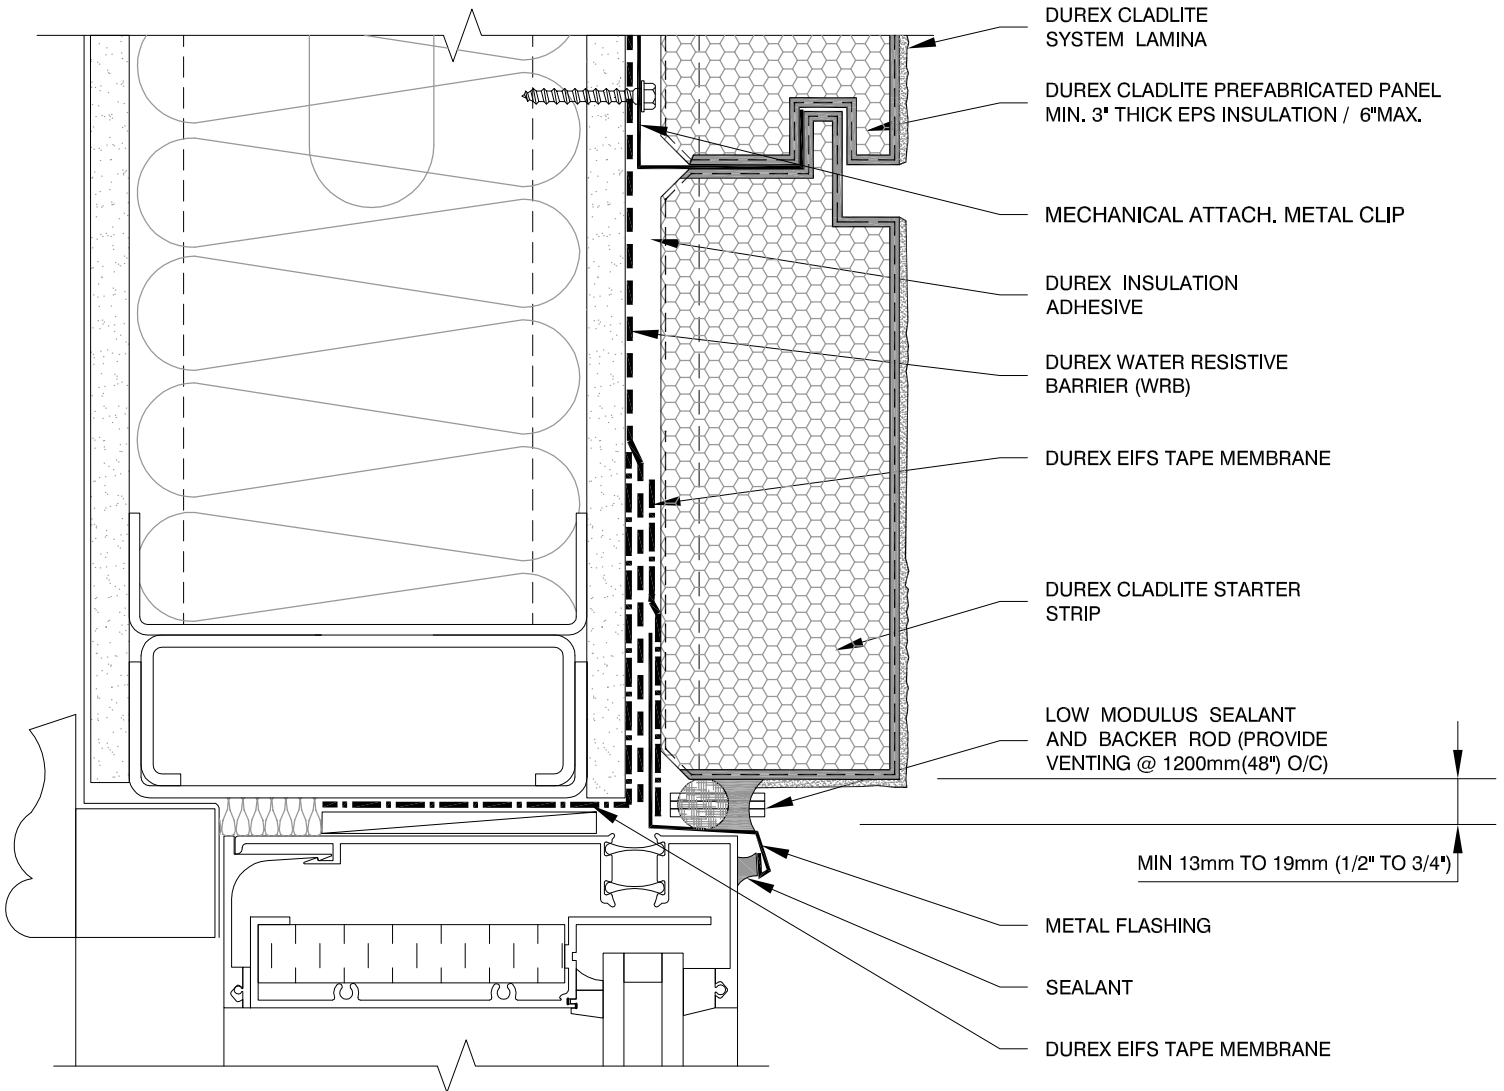 DUREX CLADLITE
SYSTEM LAMINA
DUREX CLADLITE PREFABRICATED PANEL
MIN. 3" THICK EPS INSULATION / 6"MAX.
MECHANICAL ATTACH. METAL CLIP
DUREX INSULATION
ADHESIVE
DUREX WATER RESISTIVE
BARRIER (WRB)
DUREX EIFS TAPE MEMBRANE
DUREX CLADLITE STARTER
STRIP
LOW MODULUS SEALANT
AND BACKER ROD (PROVIDE
VENTING @ 1200mm(48") O/C)
MIN 13mm TO 19mm (1/2" TO 3/4")
METAL FLASHING
SEALANT
DUREX EIFS TAPE MEMBRANE